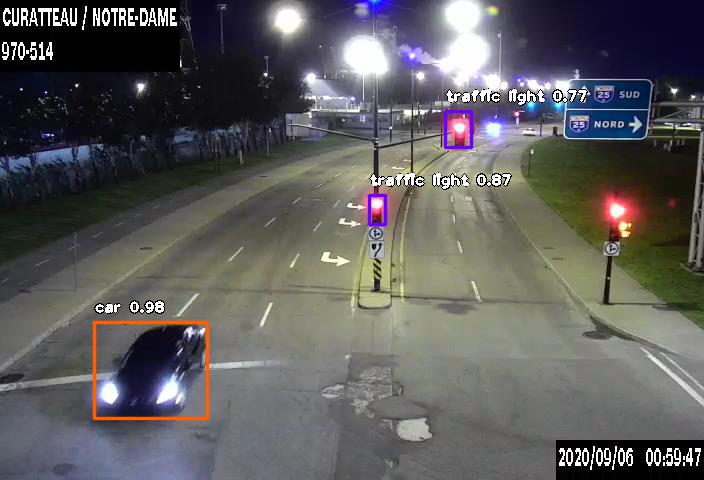 CURATTEAU / NOTRE-DAME
970-514
traffic light 0.77
25 SUD
25 NORD
traffic light 0.87
car 0.98
2020/09/06 00:59:47